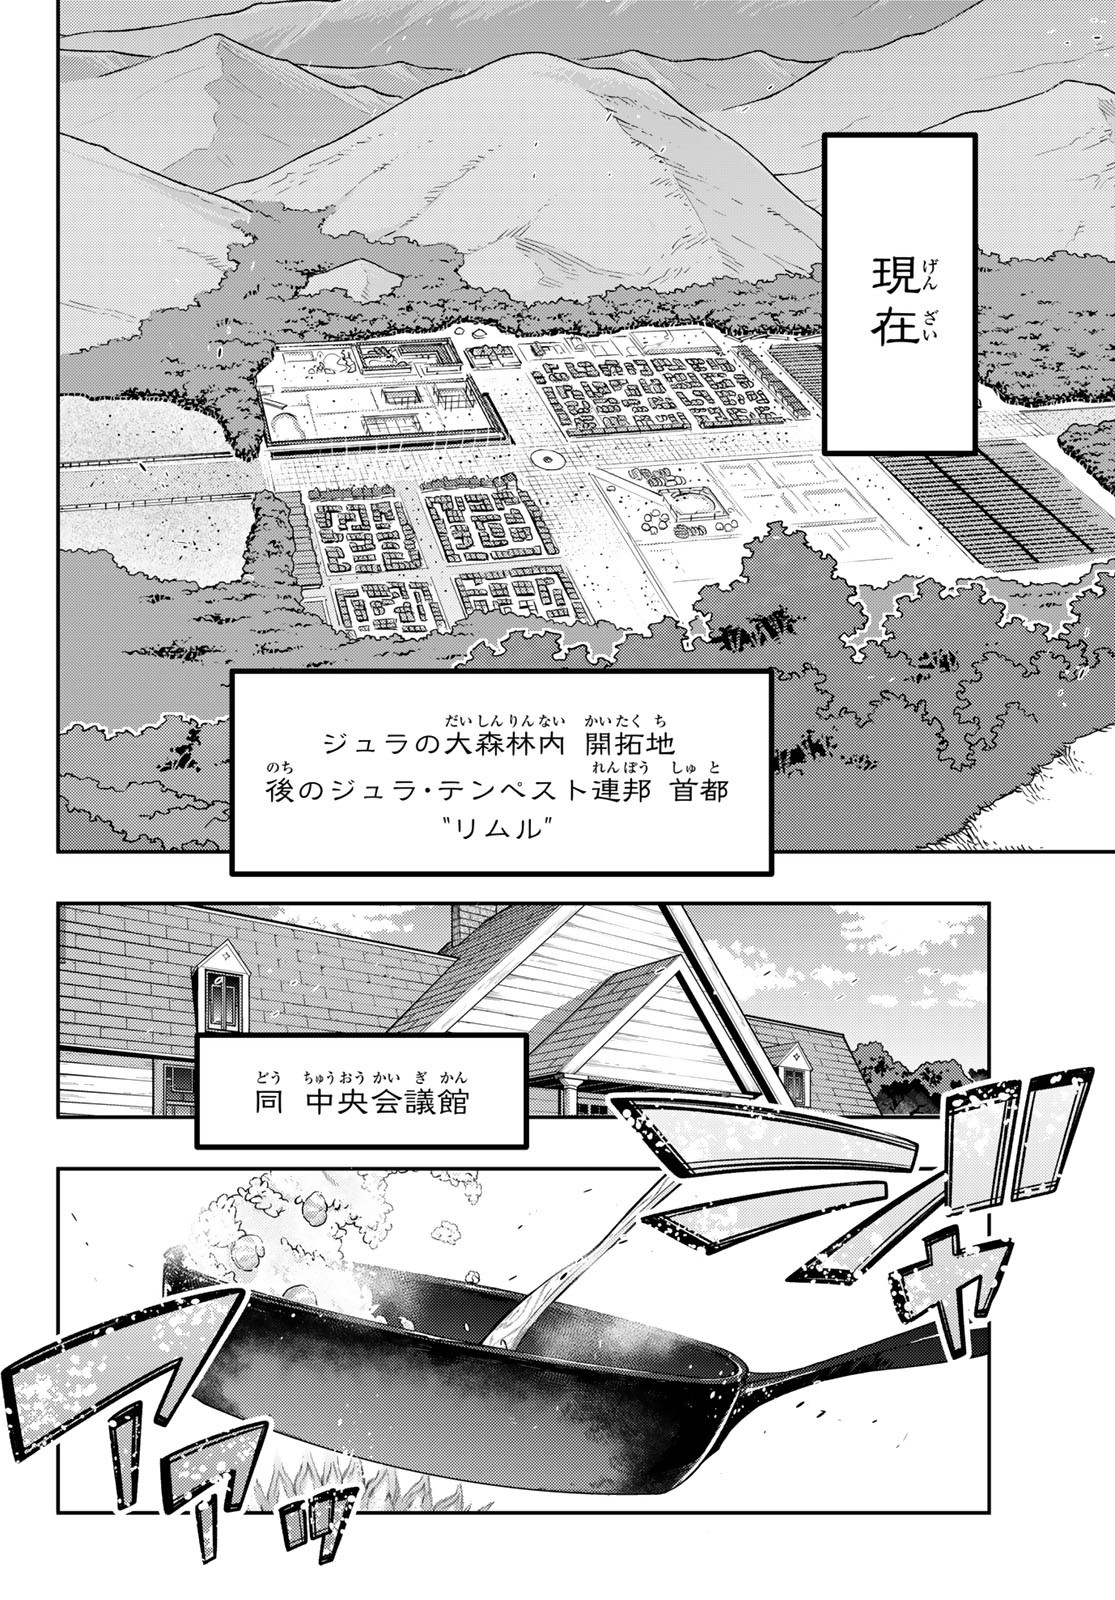 現在
ジュラの大森林内 開拓地
後のジュラ・テンペスト連邦 首都
“リムル”
同 中央会議館
ジャッ
ジャッ